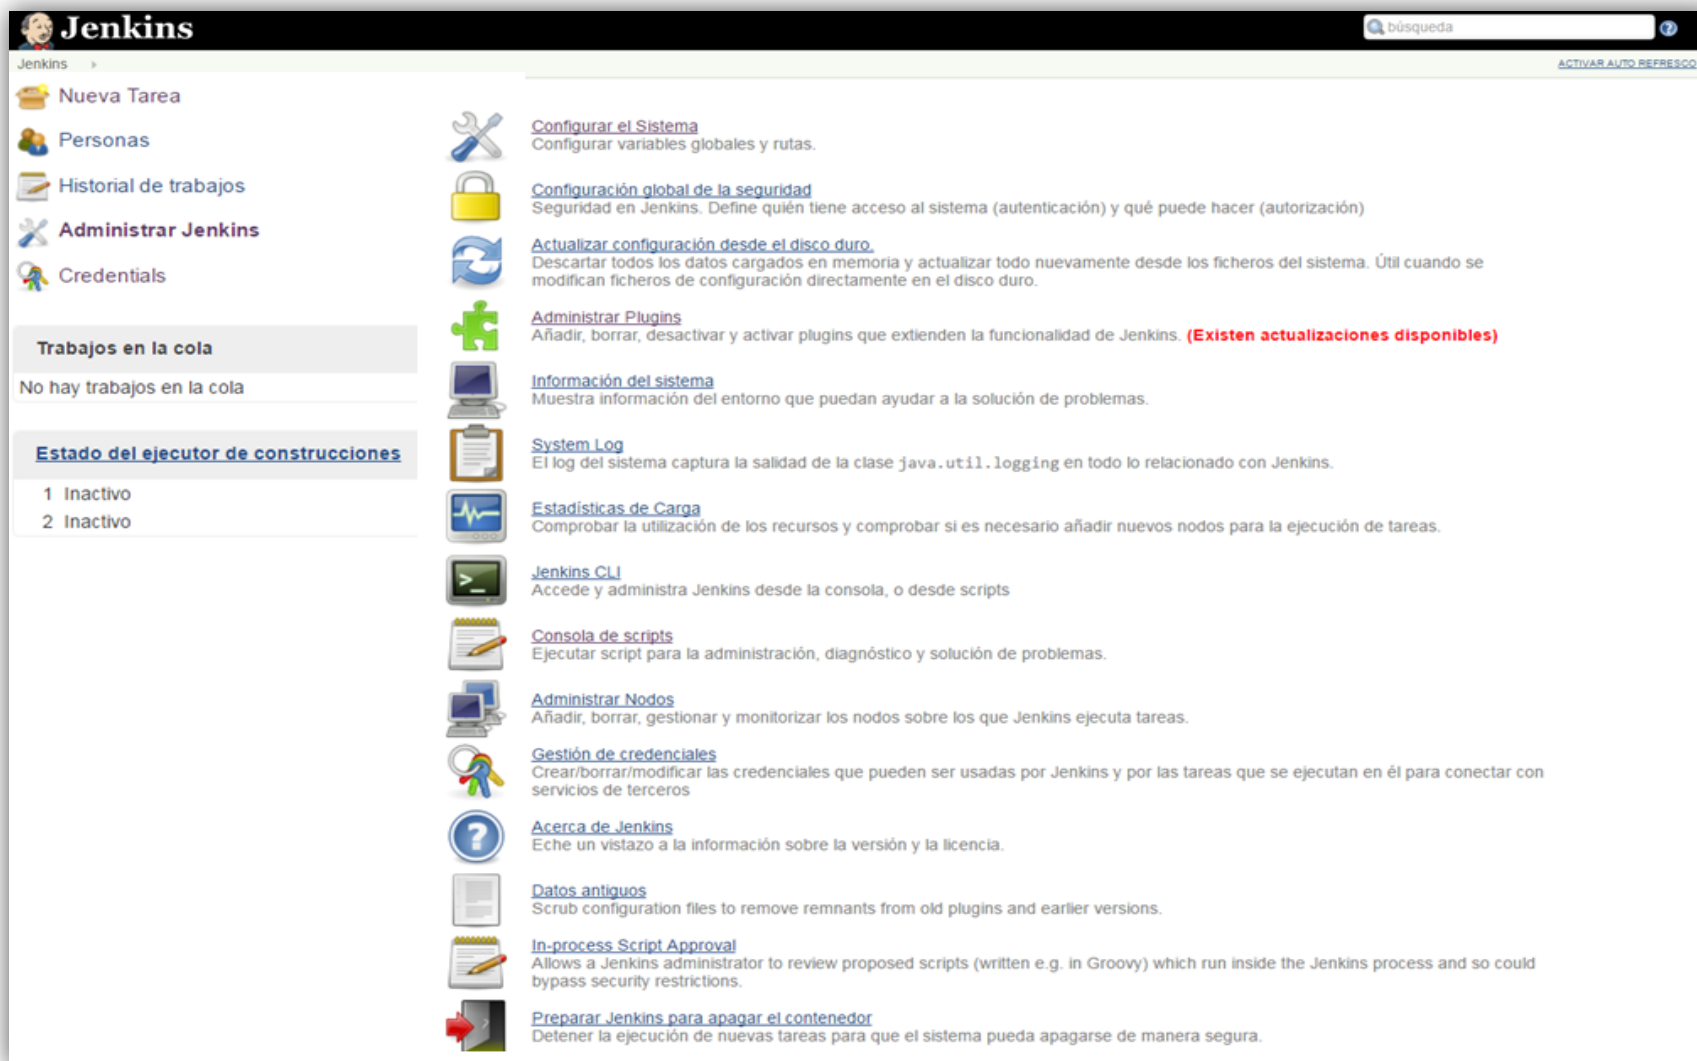 Jenkins
búsqueda
Jenkins
ACTIVAR AUTO REFRESCO
Nueva Tarea
Personas
Historial de trabajos
Administrar Jenkins
Credentials
Trabajos en la cola
No hay trabajos en la cola
Estado del ejecutor de construcciones
1 Inactivo
2 Inactivo
Configurar el Sistema
Configurar variables globales y rutas.
Configuración global de la seguridad
Seguridad en Jenkins. Define quién tiene acceso al sistema (autenticación) y qué puede hacer (autorización)
Actualizar configuración desde el disco duro.
Descartar todos los datos cargados en memoria y actualizar todo nuevamente desde los ficheros del sistema. Útil cuando se
modifican ficheros de configuración directamente en el disco duro.
Administrar Plugins
Añadir, borrar, desactivar y activar plugins que extienden la funcionalidad de Jenkins. (Existen actualizaciones disponibles)
Información del sistema
Muestra información del entorno que puedan ayudar a la solución de problemas.
System Log
El log del sistema captura la salidad de la clase java.util.logging en todo lo relacionado con Jenkins.
Estadísticas de Carga
Comprobar la utilización de los recursos y comprobar si es necesario añadir nuevos nodos para la ejecución de tareas.
Jenkins CLI
Accede y administra Jenkins desde la consola, o desde scripts
Consola de scripts
Ejecutar script para la administración, diagnóstico y solución de problemas.
Administrar Nodos
Añadir, borrar, gestionar y monitorizar los nodos sobre los que Jenkins ejecuta tareas.
Gestión de credenciales
Crear/borrar/modificar las credenciales que pueden ser usadas por Jenkins y por las tareas que se ejecutan en él para conectar con
servicios de terceros
Acerca de Jenkins
Eche un vistazo a la información sobre la versión y la licencia.
Datos antiguos
Scrub configuration files to remove remnants from old plugins and earlier versions.
In-process Script Approval
Allows a Jenkins administrator to review proposed scripts (written e.g. in Groovy) which run inside the Jenkins process and so could
bypass security restrictions.
Preparar Jenkins para apagar el contenedor
Detener la ejecución de nuevas tareas para que el sistema pueda apagarse de manera segura.